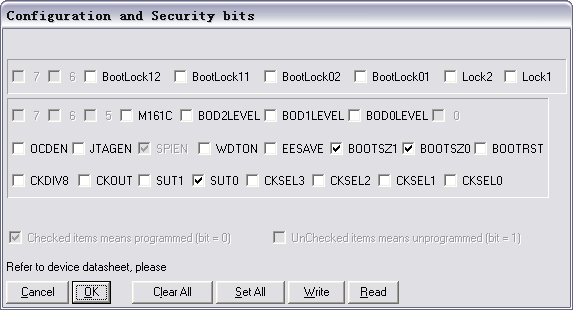 Configuration and Security bits
7 6 BootLock12 BootLock11 BootLock02 BootLock01 Lock2 Lock1
7 6 5 M161C BOD2LEVEL BOD1LEVEL BOD0LEVEL 0
OCDEN JTAGEN SPIEN WDTON EESAVE BOOTSZ1 BOOTSZ0 BOOTRST
CKDIV8 CKOUT SUT1 SUT0 CKSEL3 CKSEL2 CKSEL1 CKSEL0
Checked items means programmed (bit = 0) UnChecked items means unprogrammed (bit = 1)
Refer to device datasheet, please
Cancel OK Clear All Set All Write Read